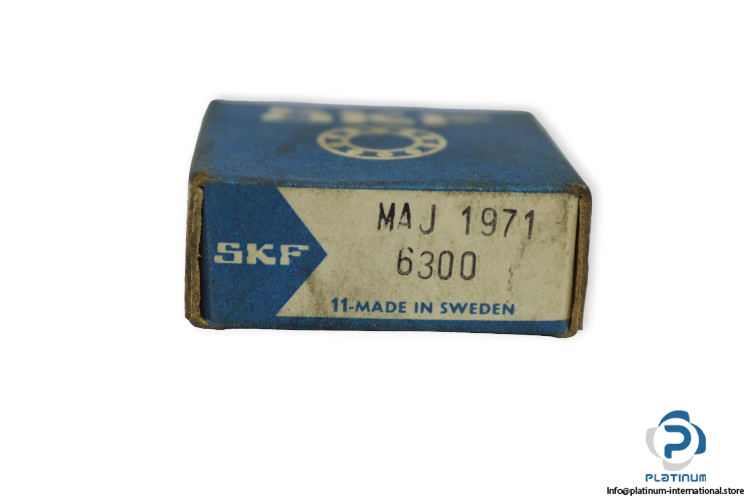 SKF
MAJ 1971
6300
SKF
11-MADE IN SWEDEN
PLATINUM
Info@platinum-international.store